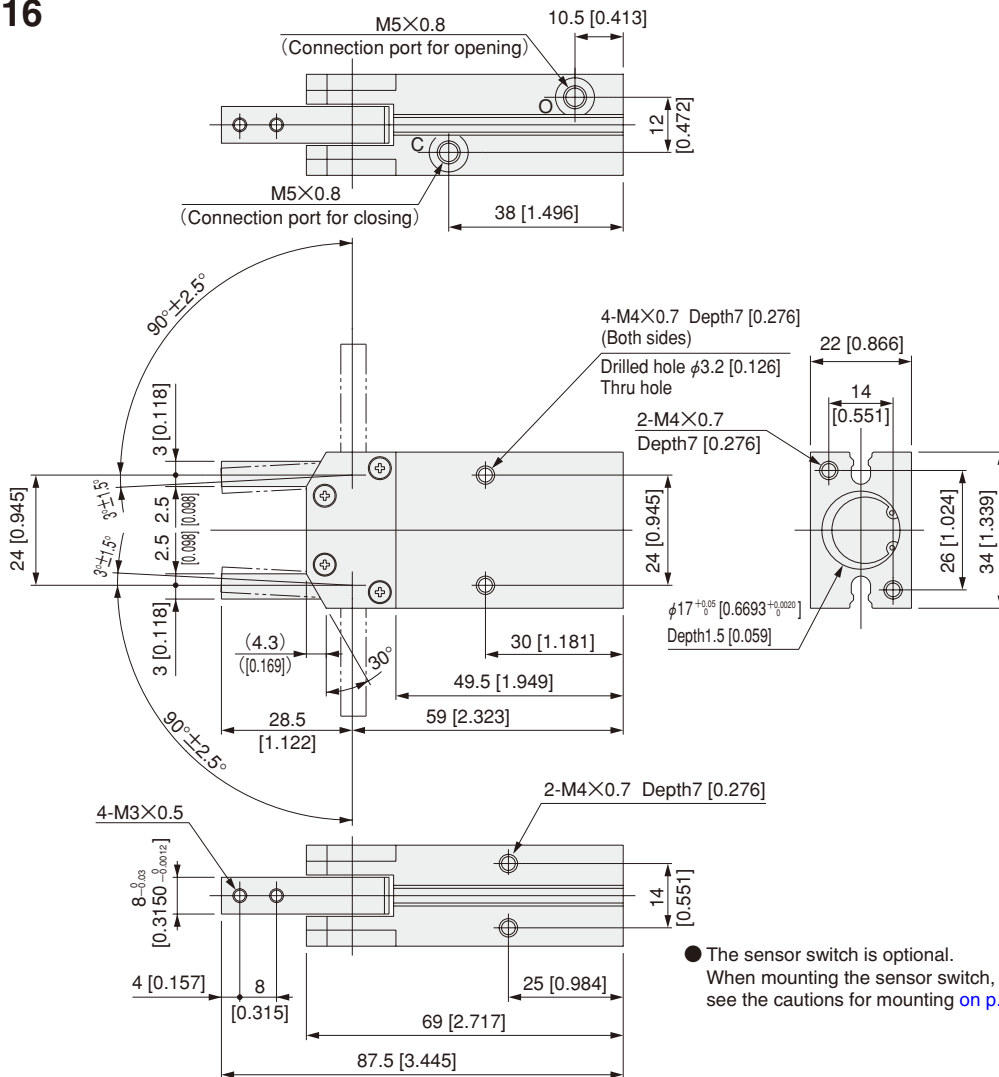 16
M5×0.8
(Connection port for opening)
10.5 [0.413]
O
12
[0.472]
C
M5×0.8
(Connection port for closing)
38 [1.496]
90°±2.5°
4-M4×0.7 Depth7 [0.276]
(Both sides)
Drilled hole φ3.2 [0.126]
Thru hole
22 [0.866]
14
[0.551]
2-M4×0.7
Depth7 [0.276]
3 [0.118]
24 [0.945]
3°±1.5°
2.5
[0.098]
3°±1.5°
2.5
[0.098]
3 [0.118]
24 [0.945]
26 [1.024]
34 [1.339]
φ17 +0.05 0 [0.6693 +0.0020 0]
Depth1.5 [0.059]
(4.3)
([0.169])
30°
30 [1.181]
49.5 [1.949]
28.5
[1.122]
59 [2.323]
90°±2.5°
4-M3×0.5
2-M4×0.7 Depth7 [0.276]
8 0 -0.03
[0.3150 0 -0.0012]
14
[0.551]
4 [0.157]
8
[0.315]
25 [0.984]
69 [2.717]
87.5 [3.445]
● The sensor switch is optional.
When mounting the sensor switch,
see the cautions for mounting on p.